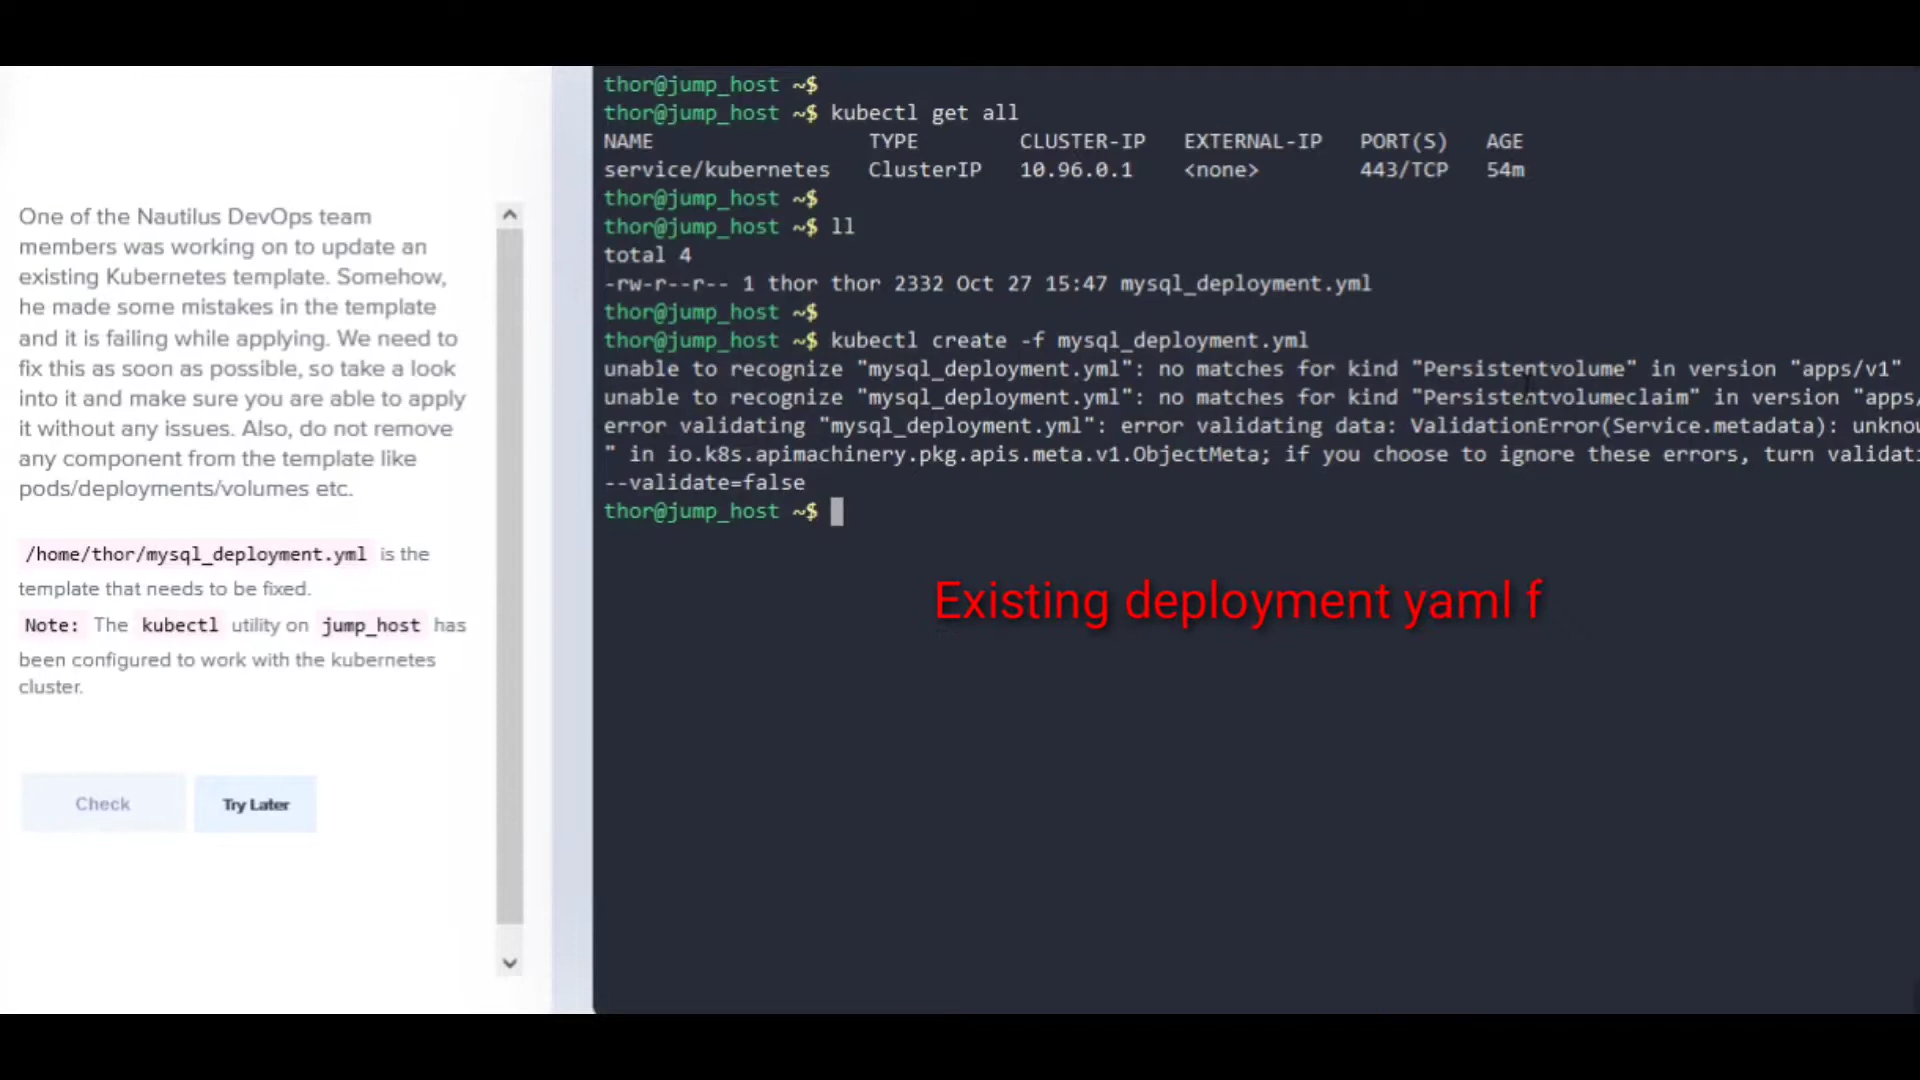 One of the Nautilus DevOps team
members was working on to update an
existing Kubernetes template. Somehow,
he made some mistakes in the template
and it is failing while applying. We need to
fix this as soon as possible, so take a look
into it and make sure you are able to apply
it without any issues. Also, do not remove
any component from the template like
pods/deployments/volumes etc.
/home/thor/mysql_deployment.yml is the
template that needs to be fixed.
Note: The kubectl utility on jump_host has
been configured to work with the kubernetes
cluster.
Check Try Later
thor@jump_host ~$
thor@jump_host ~$ kubectl get all
NAME TYPE CLUSTER-IP EXTERNAL-IP PORT(S) AGE
service/kubernetes ClusterIP 10.96.0.1 <none> 443/TCP 54m
thor@jump_host ~$
thor@jump_host ~$ ll
total 4
-rw-r--r-- 1 thor thor 2332 Oct 27 15:47 mysql_deployment.yml
thor@jump_host ~$
thor@jump_host ~$ kubectl create -f mysql_deployment.yml
unable to recognize "mysql_deployment.yml": no matches for kind "Persistentvolume" in version "apps/v1"
unable to recognize "mysql_deployment.yml": no matches for kind "Persistentvolumeclaim" in version "apps/
error validating "mysql_deployment.yml": error validating data: ValidationError(Service.metadata): unkno
" in io.k8s.apimachinery.pkg.apis.meta.v1.ObjectMeta; if you choose to ignore these errors, turn validat
--validate=false
thor@jump_host ~$
Existing deployment yaml f